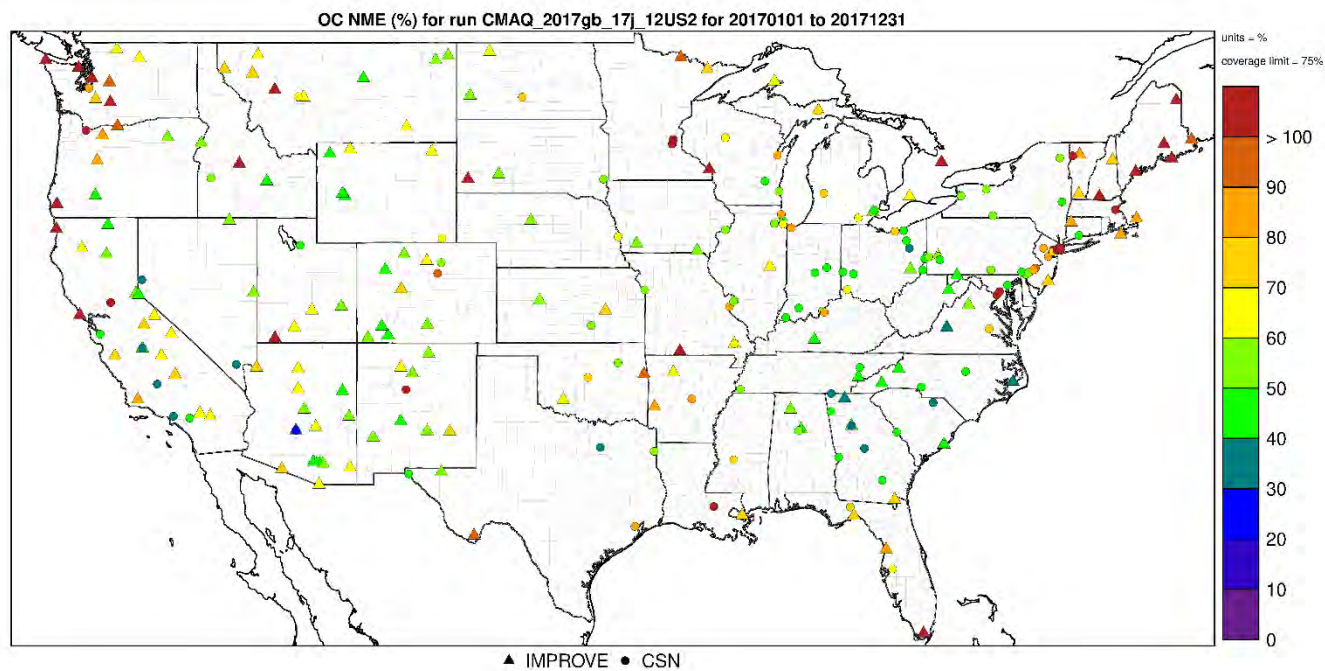 OC NME (%) for run CMAQ_2017gb_17j_12US2 for 20170101 to 20171231
units = %
coverage limit = 75%
> 100
90
80
70
60
50
40
30
20
10
0
IMPROVE CSN